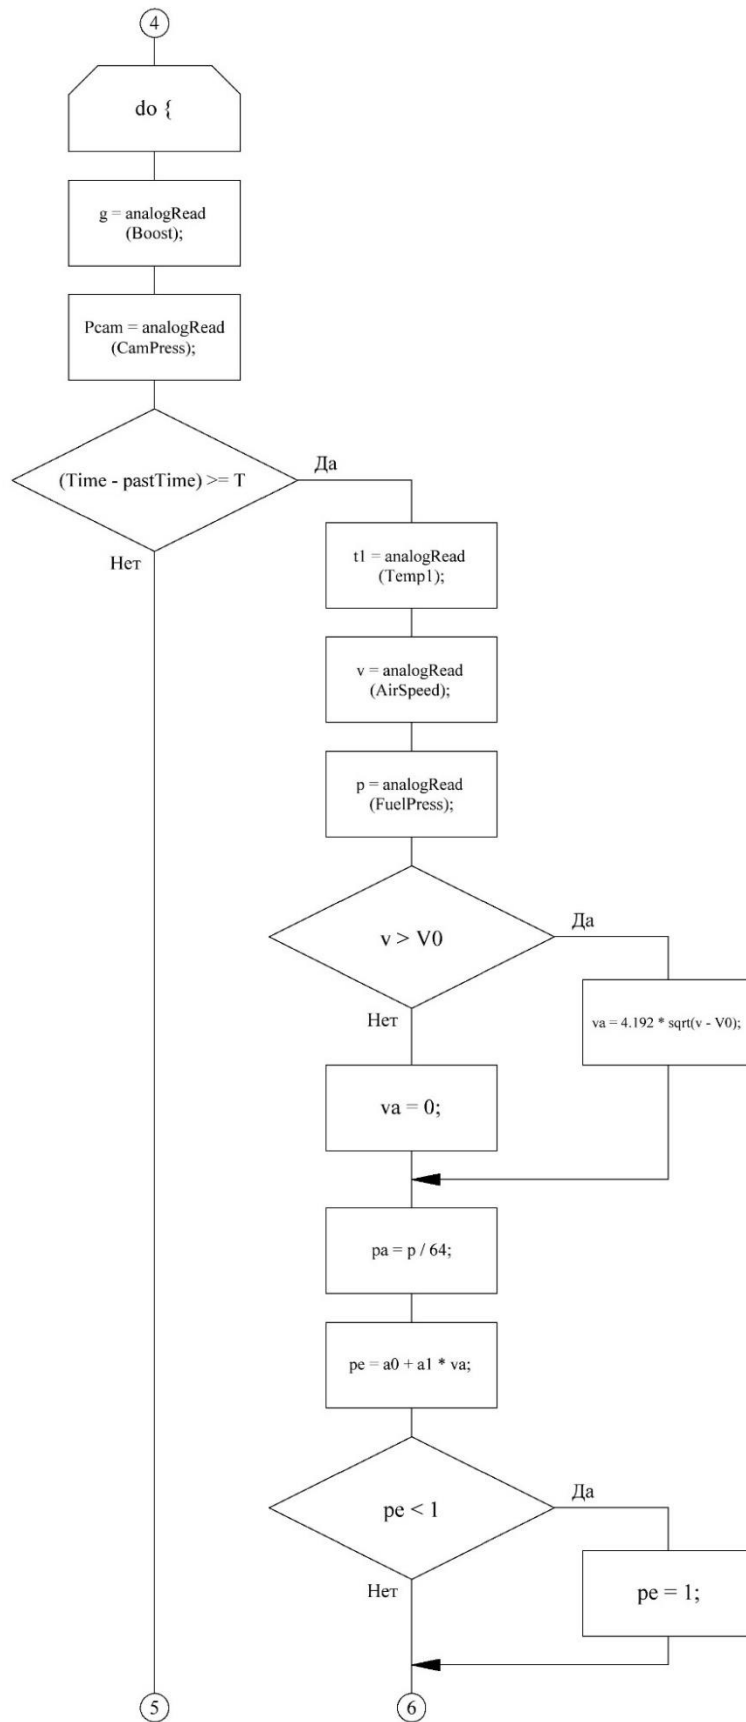 4
do {
g = analogRead
(Boost);
Pcam = analogRead
(CamPress);
(Time - pastTime) >= T
Да
Нет
t1 = analogRead
(Temp1);
v = analogRead
(AirSpeed);
p = analogRead
(FuelPress);
v > V0
Да
Нет
va = 4.192 * sqrt(v - V0);
va = 0;
pa = p / 64;
pe = a0 + a1 * va;
pe < 1
Да
Нет
pe = 1;
5
6